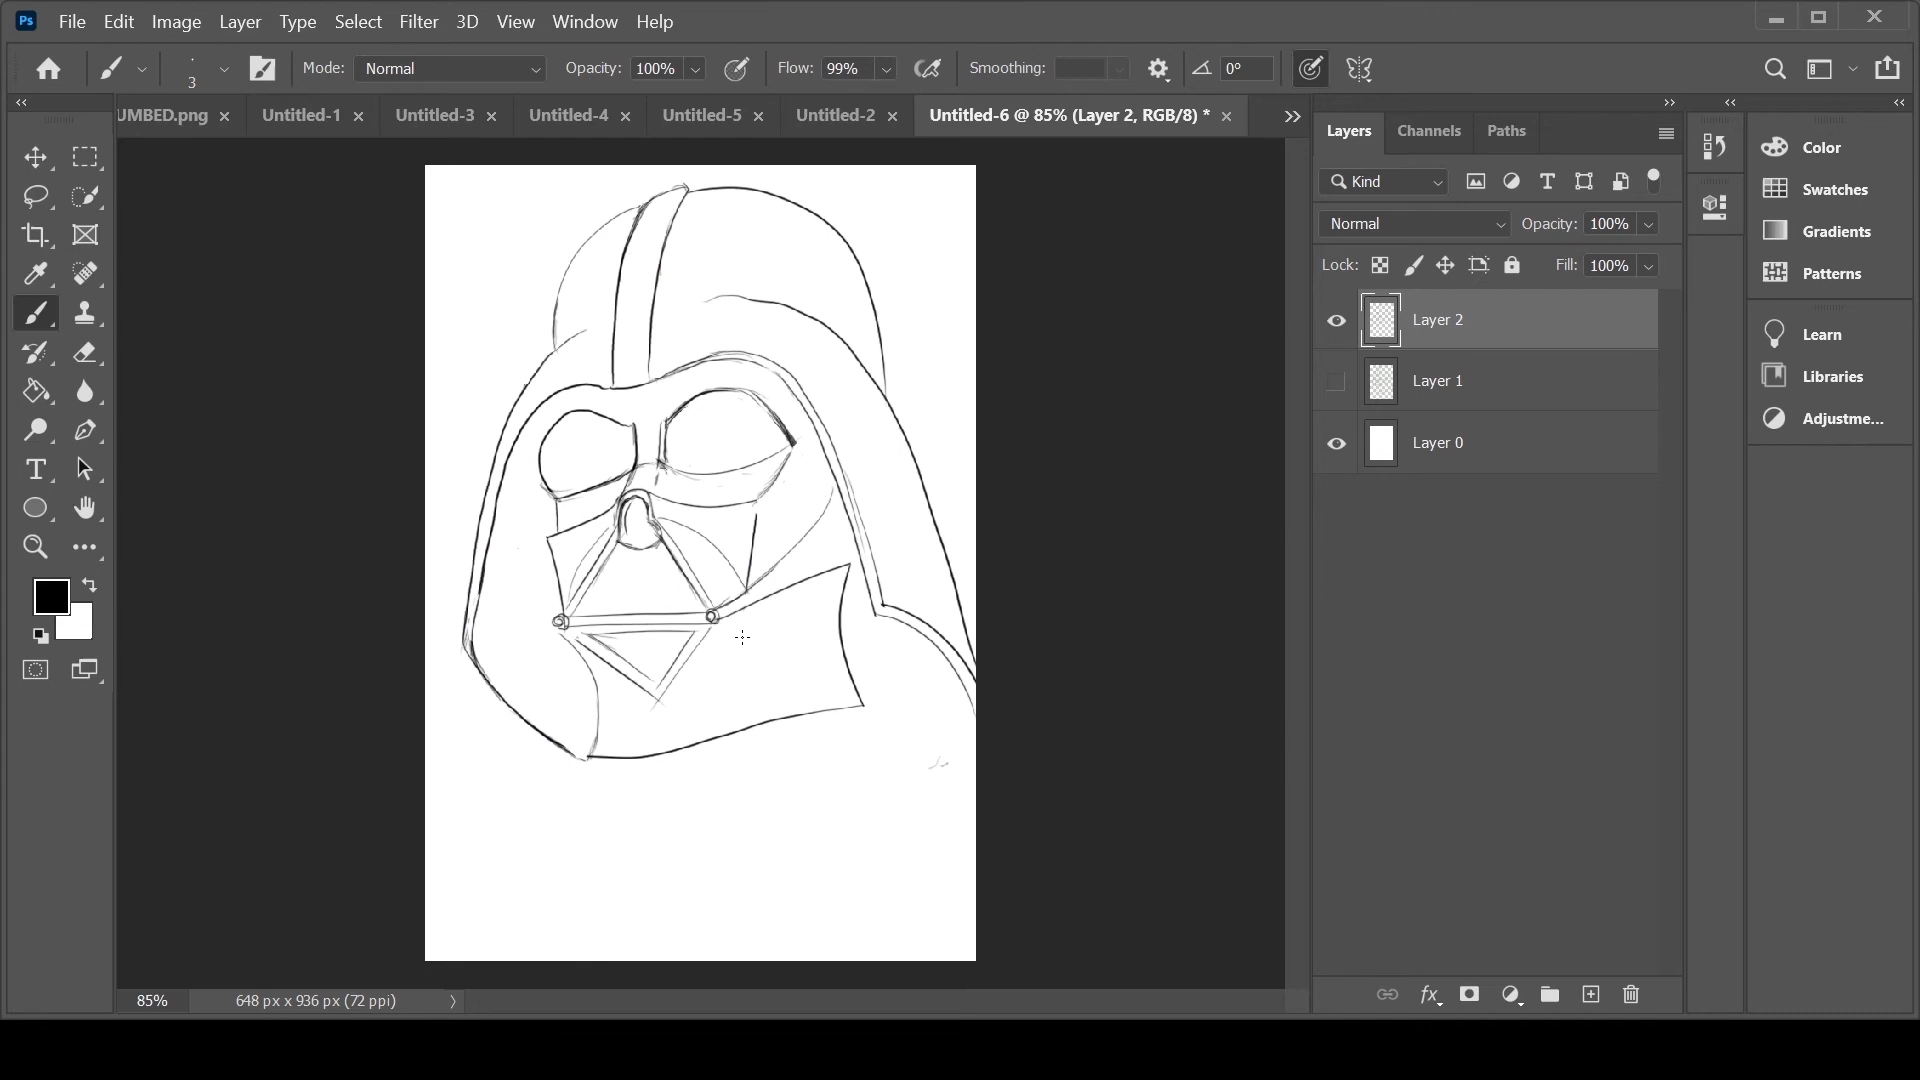 Ps File Edit Image Layer Type Select Filter 3D View Window Help
3 Mode: Normal Opacity: 100% Flow: 99% Smoothing: 0°
UMBED.png × Untitled-1 × Untitled-3 × Untitled-4 × Untitled-5 × Untitled-2 × Untitled-6 @ 85% (Layer 2, RGB/8) * ×
Layers Channels Paths
Kind
Normal Opacity: 100%
Lock: Fill: 100%
Layer 2
Layer 1
Layer 0
Color
Swatches
Gradients
Patterns
Learn
Libraries
Adjustme...
85% 648 px x 936 px (72 ppi)
fx